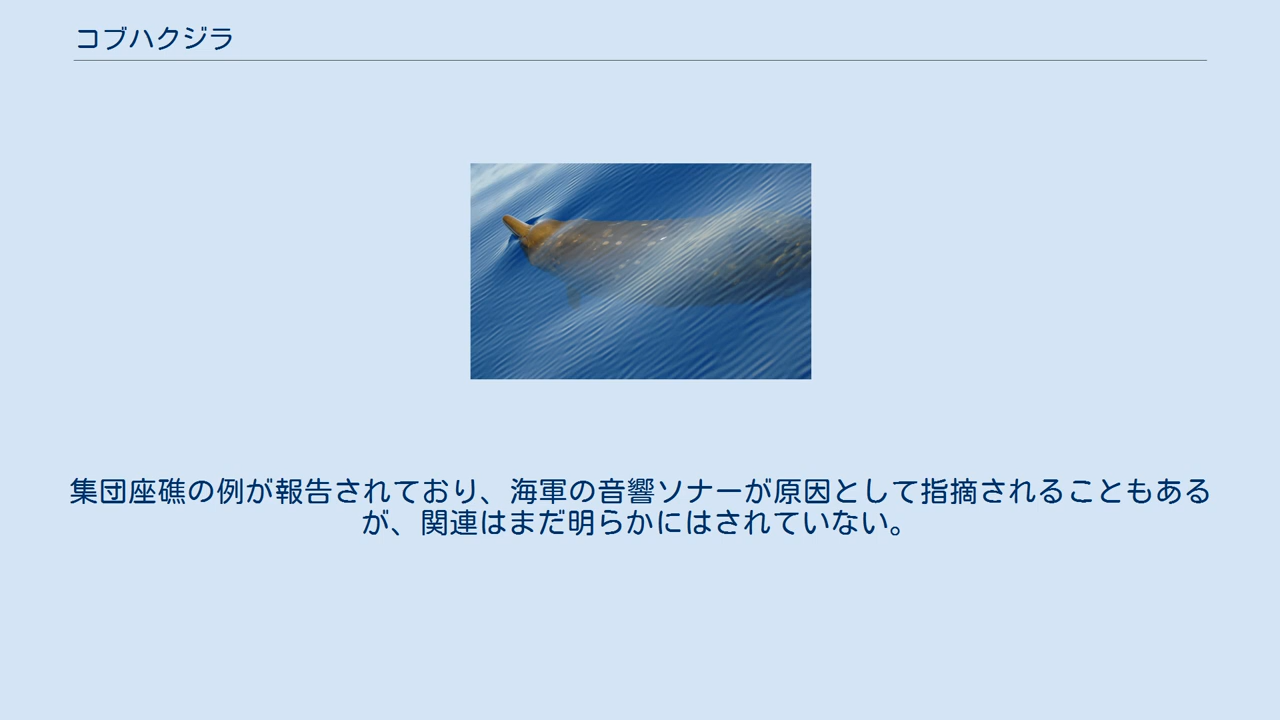 コブハクジラ
集団座礁の例が報告されており、海軍の音響ソナーが原因として指摘されることもある
が、関連はまだ明らかにはされていない。